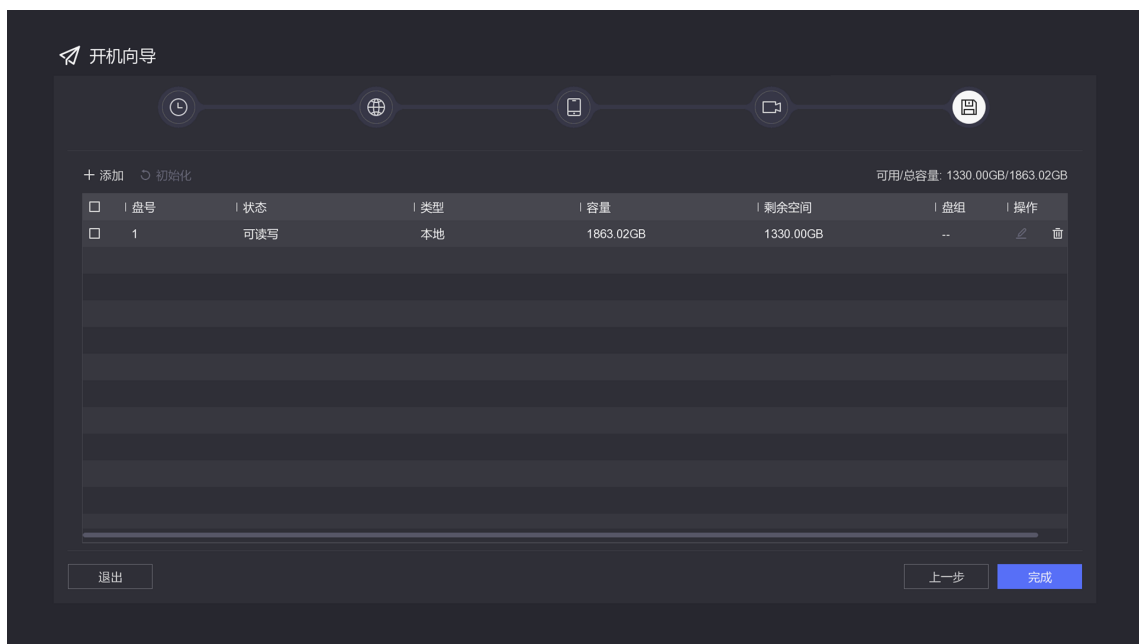 开机向导
添加 初始化 可用/总容量: 1330.00GB/1863.02GB
盘号 状态 类型 容量 剩余空间 盘组 操作
1 可读写 本地 1863.02GB 1330.00GB --
退出 上一步 完成